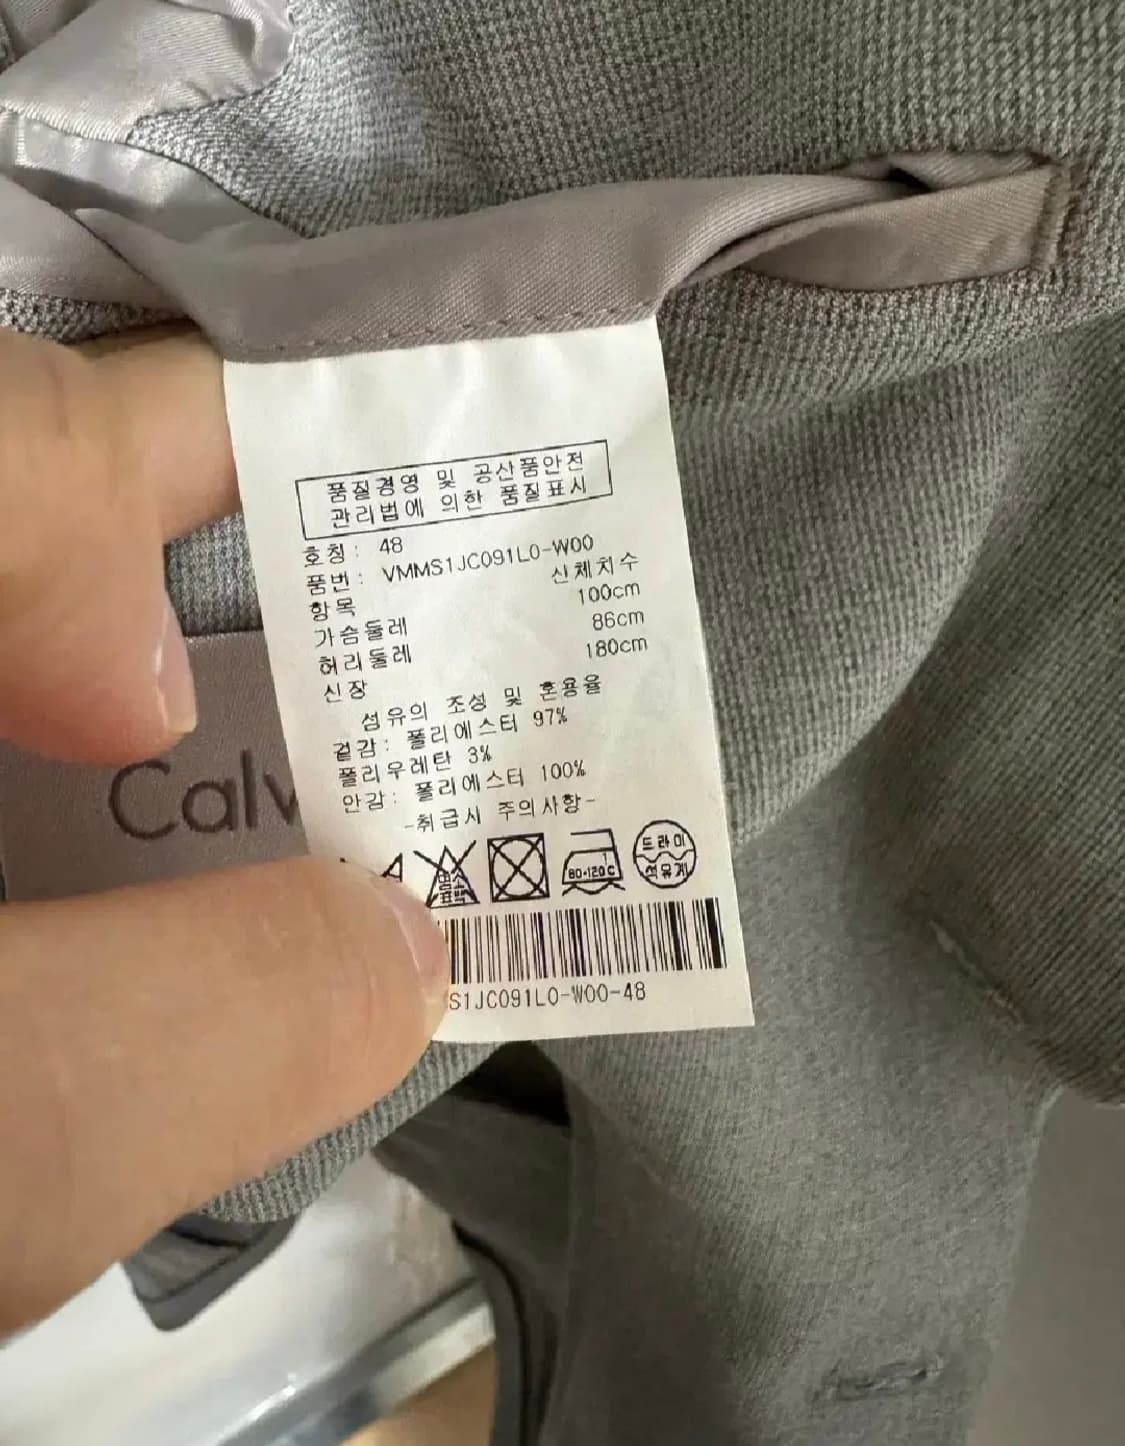 품질경영 및 공산품안전
관리법에 의한 품질표시
호칭: 48
품번: VMMS1JC091L0-W00
항목 신체치수
가슴둘레 100cm
허리둘레 86cm
신장 180cm
섬유의 조성 및 혼용율
겉감: 폴리에스터 97%
폴리우레탄 3%
안감: 폴리에스터 100%
-취급시 주의사항-
염소
표백
80-120℃
드라이
석유계
S1JC091L0-W00-48
Calv